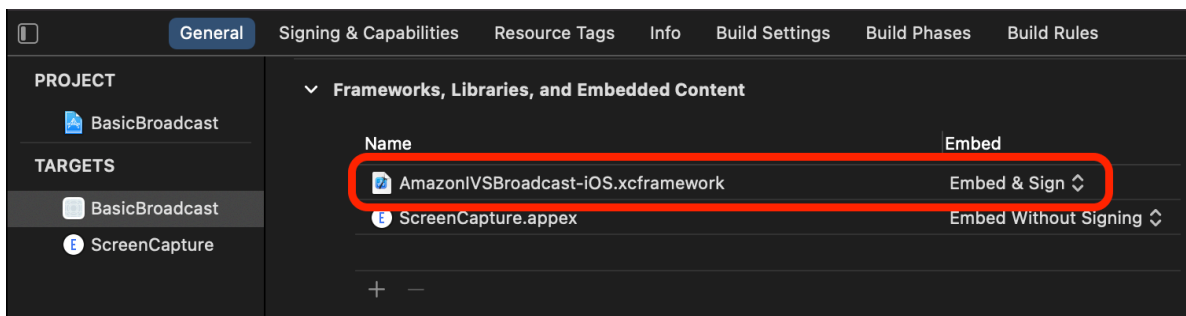 General Signing & Capabilities Resource Tags Info Build Settings Build Phases Build Rules
PROJECT
BasicBroadcast
TARGETS
BasicBroadcast
E ScreenCapture
Frameworks, Libraries, and Embedded Content
Name Embed
AmazonIVSBroadcast-iOS.xcframework Embed & Sign
E ScreenCapture.appex Embed Without Signing